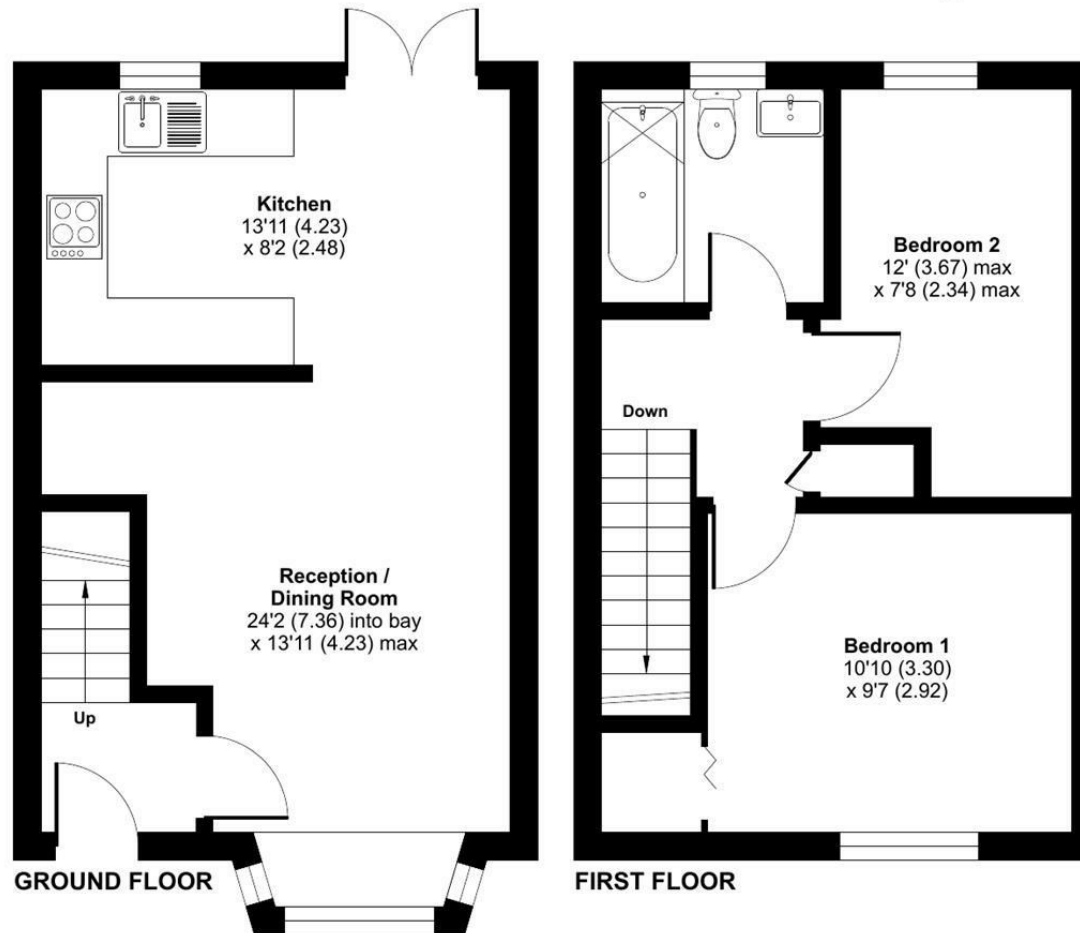 Kitchen
13'11 (4.23)
x 8'2 (2.48)
Reception /
Dining Room
24'2 (7.36) into bay
x 13'11 (4.23) max
Up
GROUND FLOOR
Bedroom 2
12' (3.67) max
x 7'8 (2.34) max
Down
Bedroom 1
10'10 (3.30)
x 9'7 (2.92)
FIRST FLOOR